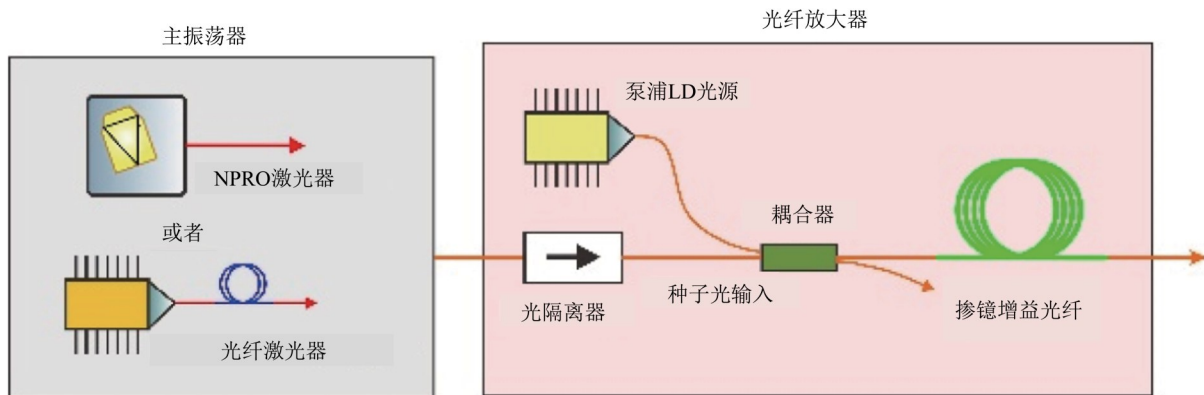 主振荡器
光纤放大器
泵浦LD光源
NPRO激光器
或者
耦合器
光纤激光器
光隔离器
种子光输入
掺镱增益光纤